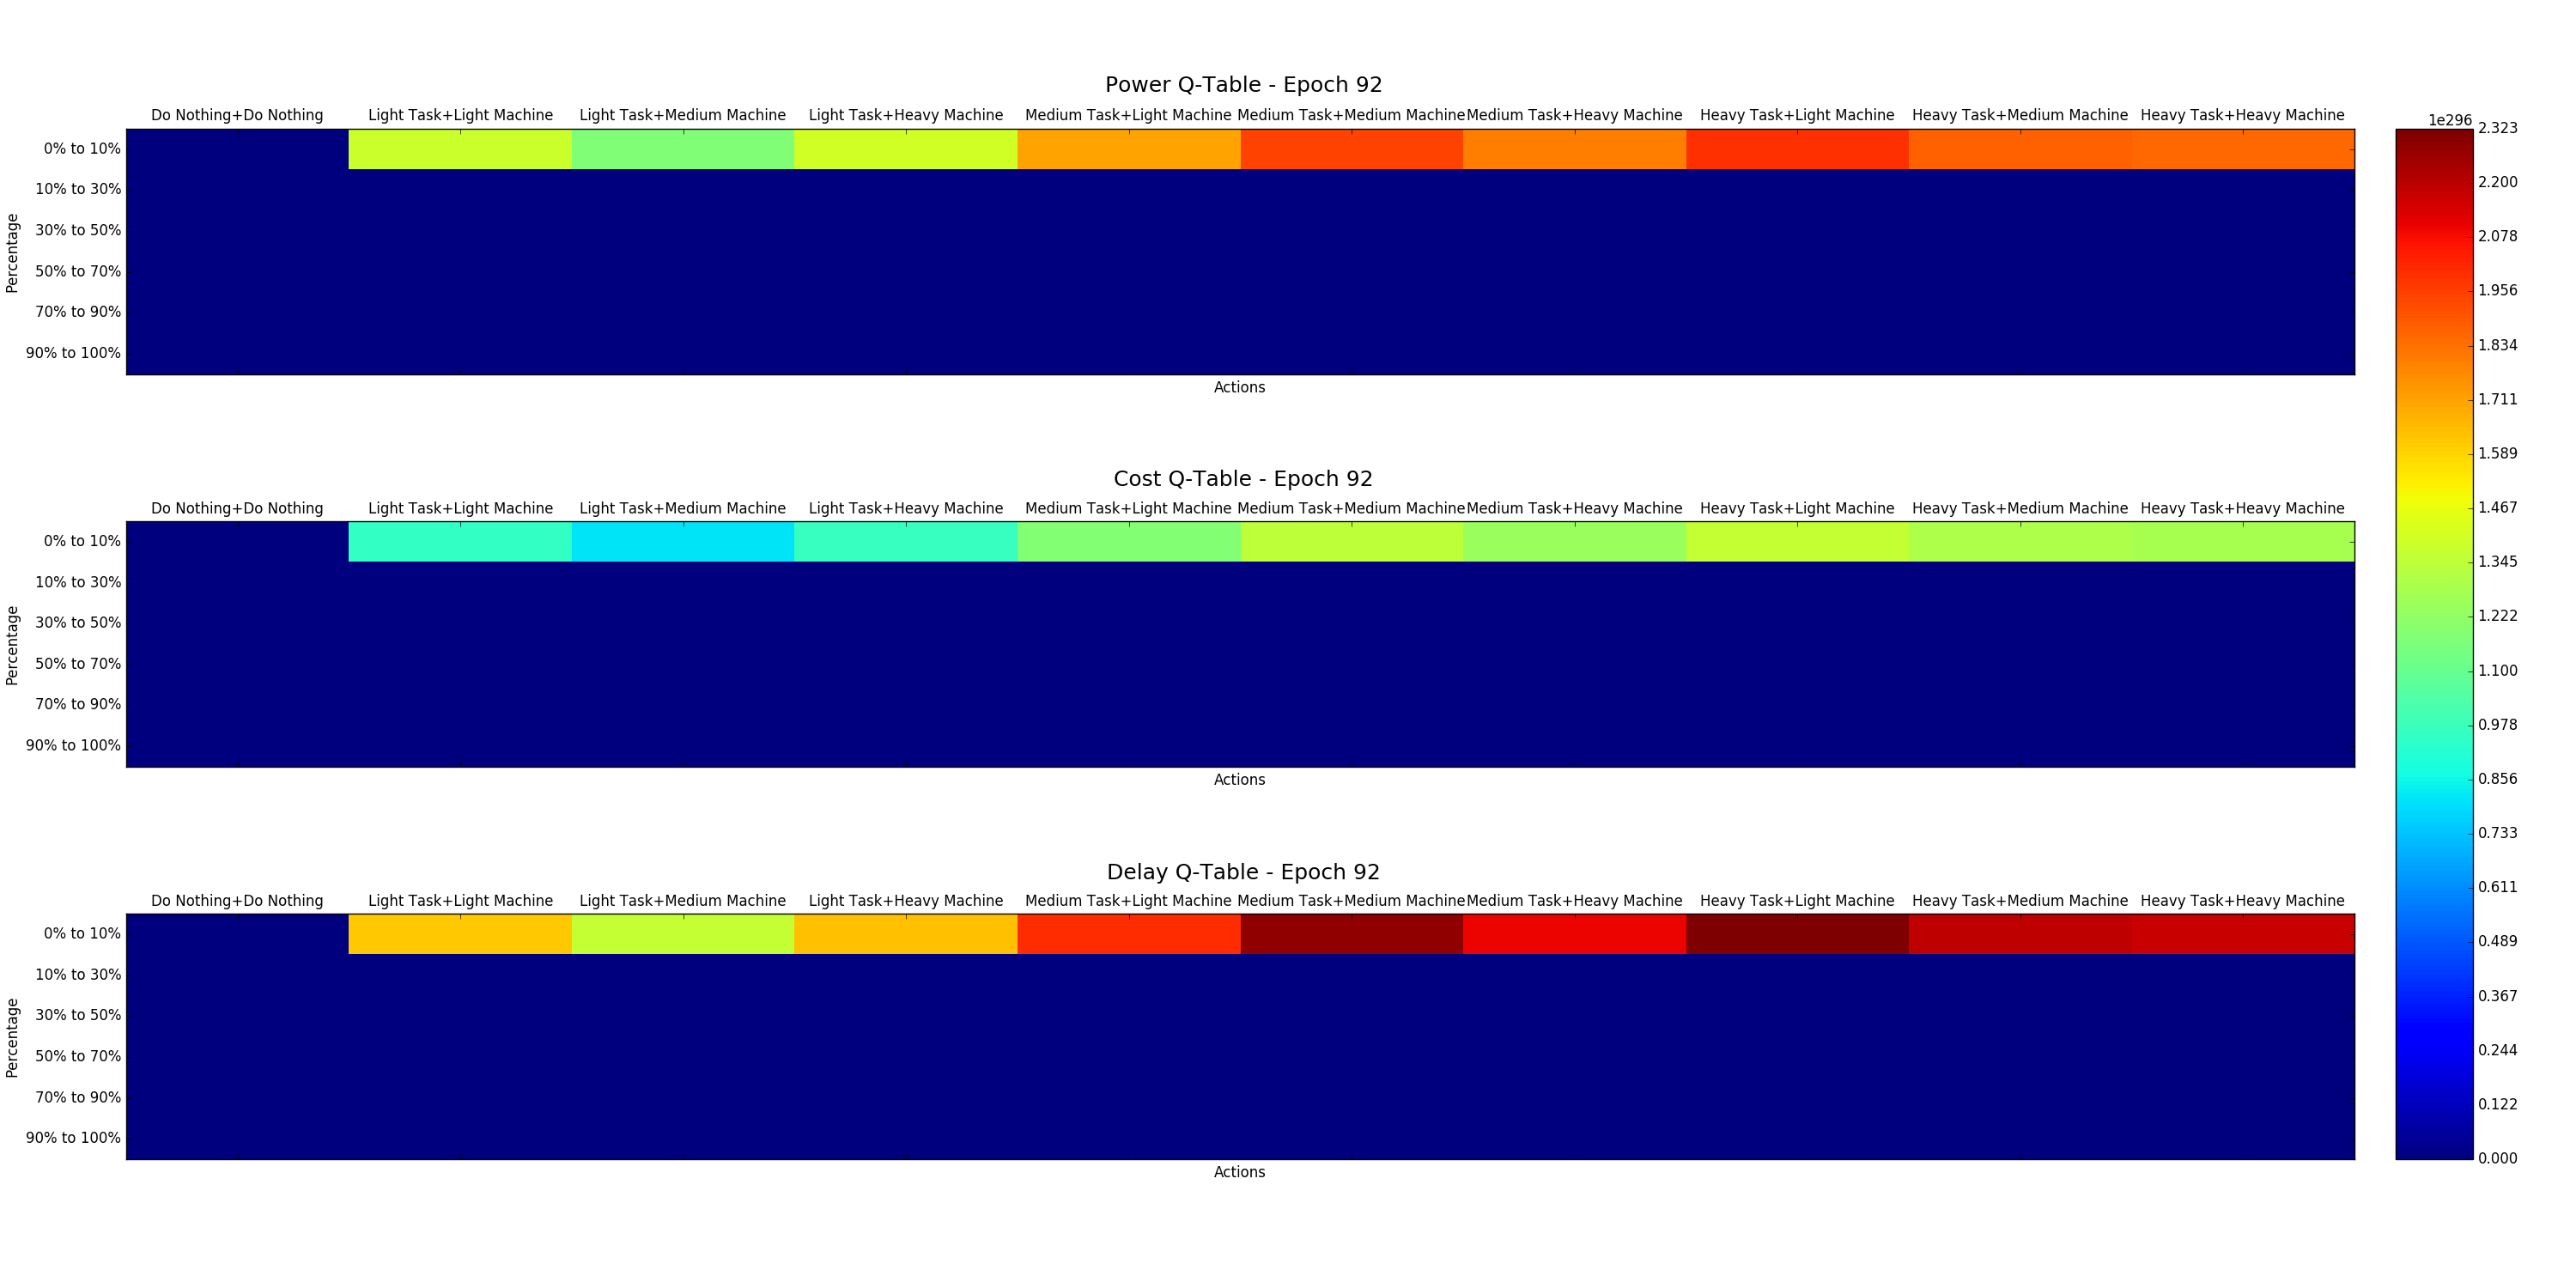 Power Q-Table - Epoch 92
Do Nothing+Do Nothing Light Task+Light Machine Light Task+Medium Machine Light Task+Heavy Machine Medium Task+Light Machine Medium Task+Medium Machine Medium Task+Heavy Machine Heavy Task+Light Machine Heavy Task+Medium Machine Heavy Task+Heavy Machine
Percentage
0% to 10%
10% to 30%
30% to 50%
50% to 70%
70% to 90%
90% to 100%
Actions
Cost Q-Table - Epoch 92
Do Nothing+Do Nothing Light Task+Light Machine Light Task+Medium Machine Light Task+Heavy Machine Medium Task+Light Machine Medium Task+Medium Machine Medium Task+Heavy Machine Heavy Task+Light Machine Heavy Task+Medium Machine Heavy Task+Heavy Machine
Percentage
0% to 10%
10% to 30%
30% to 50%
50% to 70%
70% to 90%
90% to 100%
Actions
Delay Q-Table - Epoch 92
Do Nothing+Do Nothing Light Task+Light Machine Light Task+Medium Machine Light Task+Heavy Machine Medium Task+Light Machine Medium Task+Medium Machine Medium Task+Heavy Machine Heavy Task+Light Machine Heavy Task+Medium Machine Heavy Task+Heavy Machine
Percentage
0% to 10%
10% to 30%
30% to 50%
50% to 70%
70% to 90%
90% to 100%
Actions
1e296
2.323
2.200
2.078
1.956
1.834
1.711
1.589
1.467
1.345
1.222
1.100
0.978
0.856
0.733
0.611
0.489
0.367
0.244
0.122
0.000